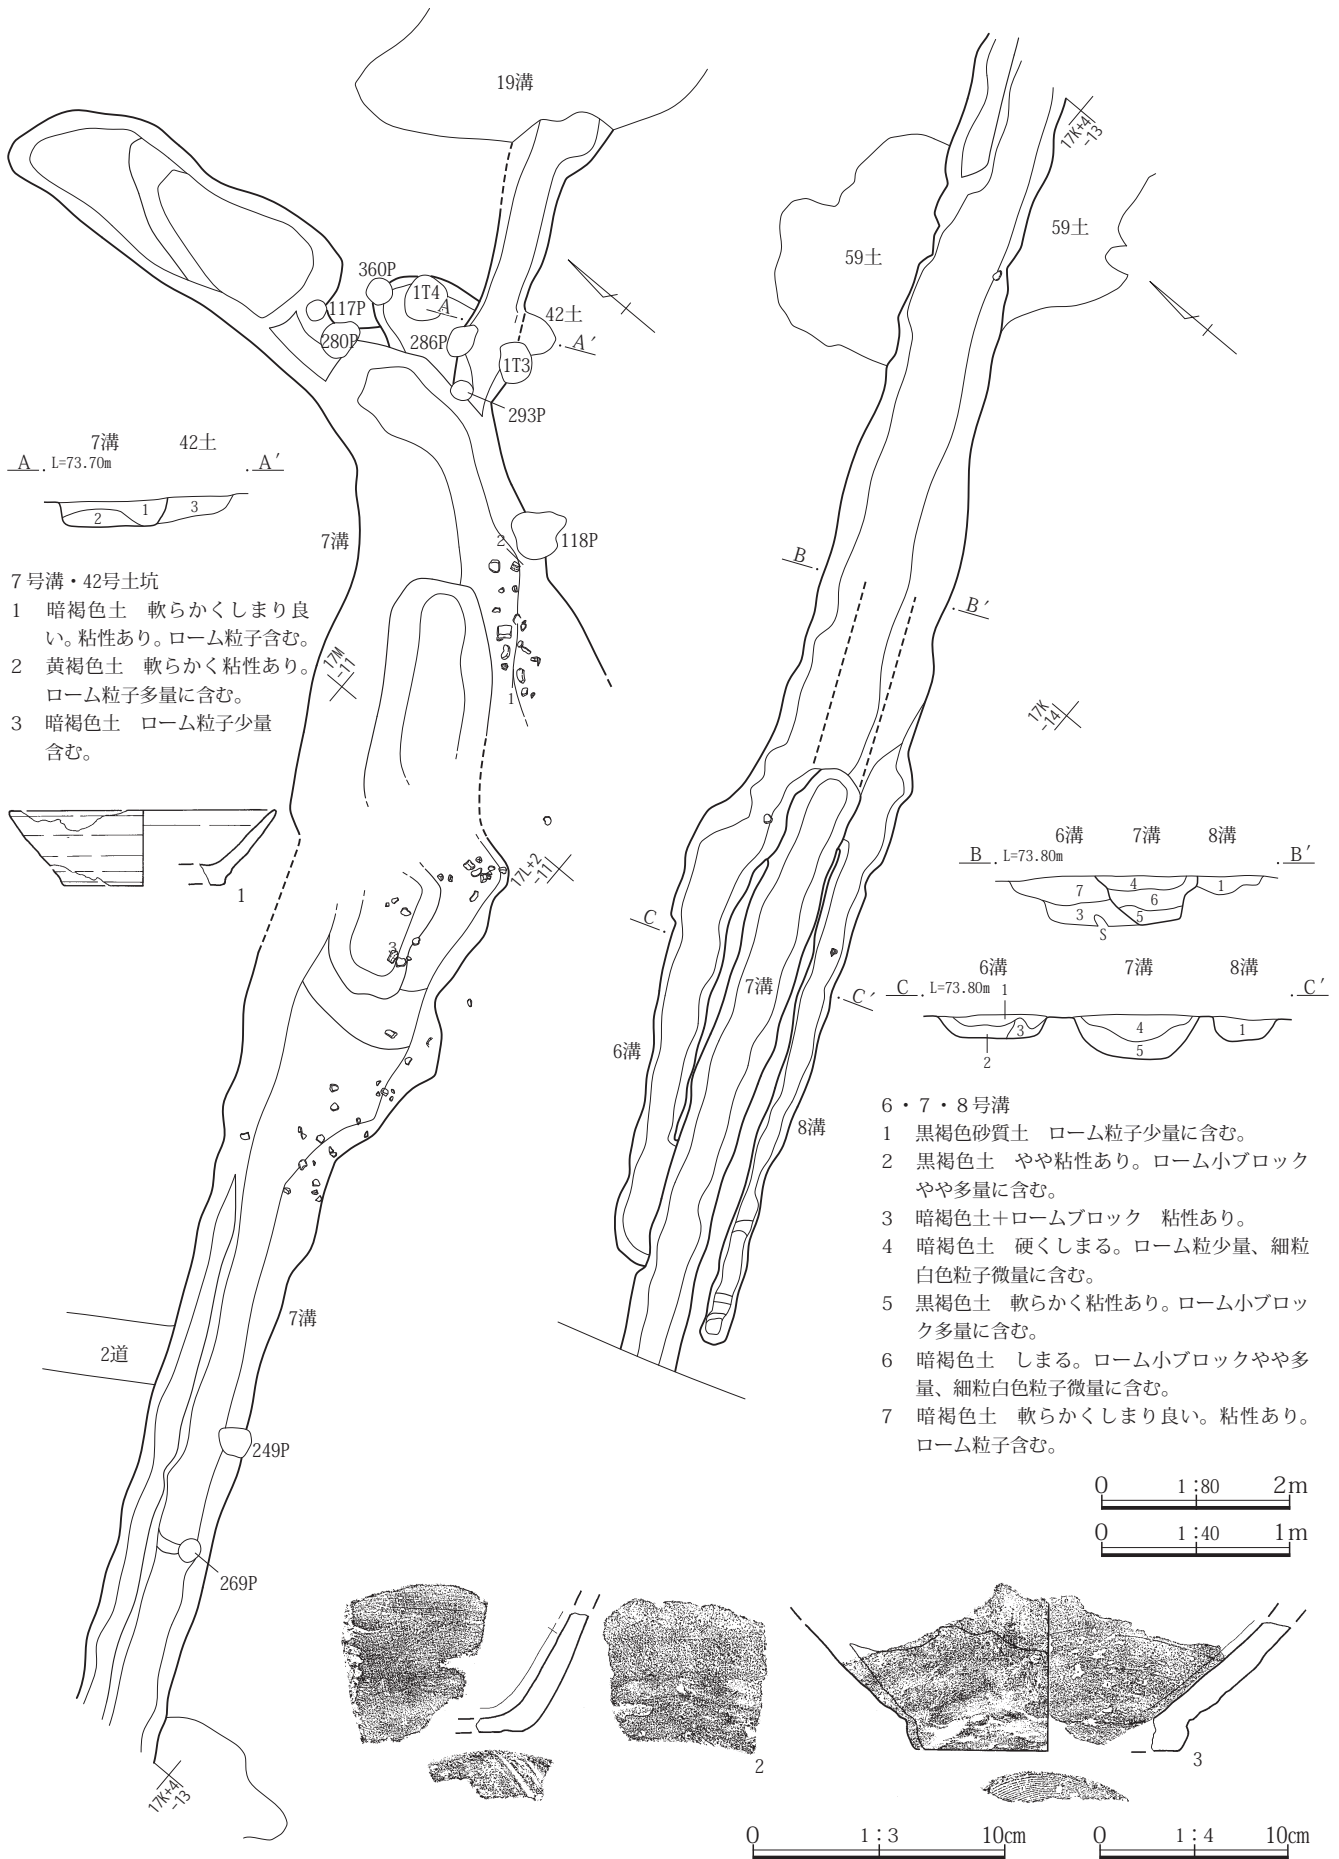 19溝
17K+4
-13
59土
59土
360P
1T4
117P
A
42土
280P
286P
A′
1T3
293P
7溝
42土
A
L=73.70m
A′
1
3
2
7溝
2
118P
B
B′
7号溝・42号土坑
1 暗褐色土 軟らかくしまり良
い。粘性あり。ローム粒子含む。
2 黄褐色土 軟らかく粘性あり。
ローム粒子多量に含む。
3 暗褐色土 ローム粒子少量
含む。
17M
-11
1
17K
-14
1
17L+2
-11
3
C
C′
7溝
6溝
8溝
6溝
7溝
8溝
B
L=73.80m
B′
7
4
1
6
3
5
S
6溝
7溝
8溝
C
L=73.80m
1
C′
3
4
1
2
5
6・7・8号溝
1 黒褐色砂質土 ローム粒子少量に含む。
2 黒褐色土 やや粘性あり。ローム小ブロック
やや多量に含む。
3 暗褐色土＋ロームブロック 粘性あり。
4 暗褐色土 硬くしまる。ローム粒少量、細粒
白色粒子微量に含む。
5 黒褐色土 軟らかく粘性あり。ローム小ブロッ
ク多量に含む。
6 暗褐色土 しまる。ローム小ブロックやや多
量、細粒白色粒子微量に含む。
7 暗褐色土 軟らかくしまり良い。粘性あり。
ローム粒子含む。
7溝
2道
249P
269P
17K+4
-13
0 1：80 2m
0 1：40 1m
2
3
0 1：3 10cm
0 1：4 10cm